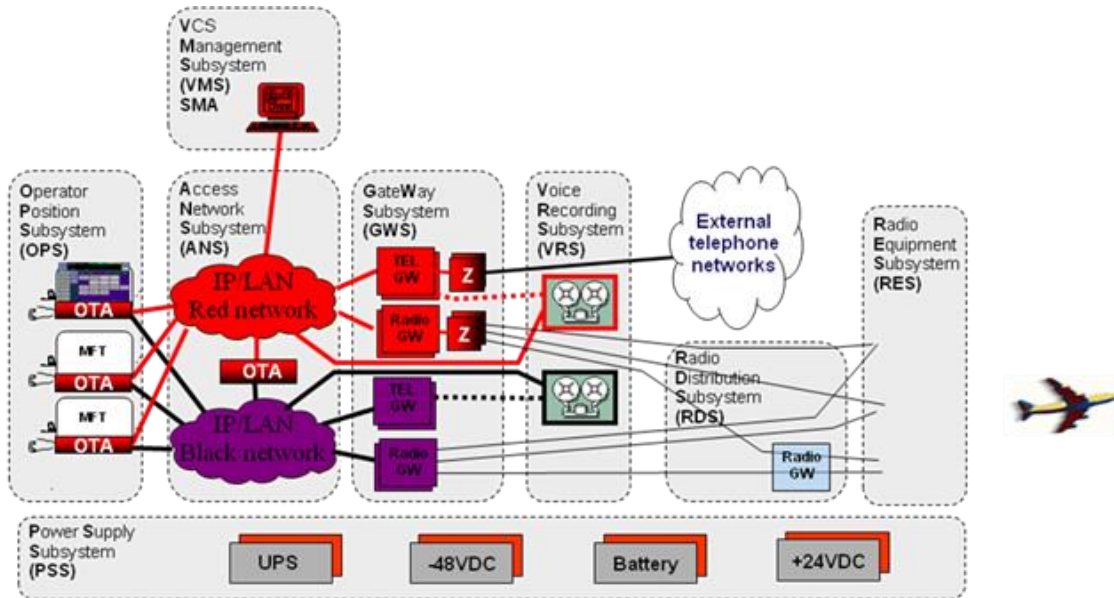 VCS
Management
Subsystem
(VMS)
SMA
Operator
Position
Subsystem
(OPS)
OTA
MFT
OTA
MFT
OTA
Access
Network
Subsystem
(ANS)
IP/LAN
Red network
OTA
IP/LAN
Black network
GateWay
Subsystem
(GWS)
TEL
GW
Z
Radio
GW
Z
TEL
GW
Radio
GW
Voice
Recording
Subsystem
(VRS)
External
telephone
networks
Radio
Distribution
Subsystem
(RDS)
Radio
GW
Radio
Equipment
Subsystem
(RES)
Power Supply
Subsystem
(PSS)
UPS
-48VDC
Battery
+24VDC